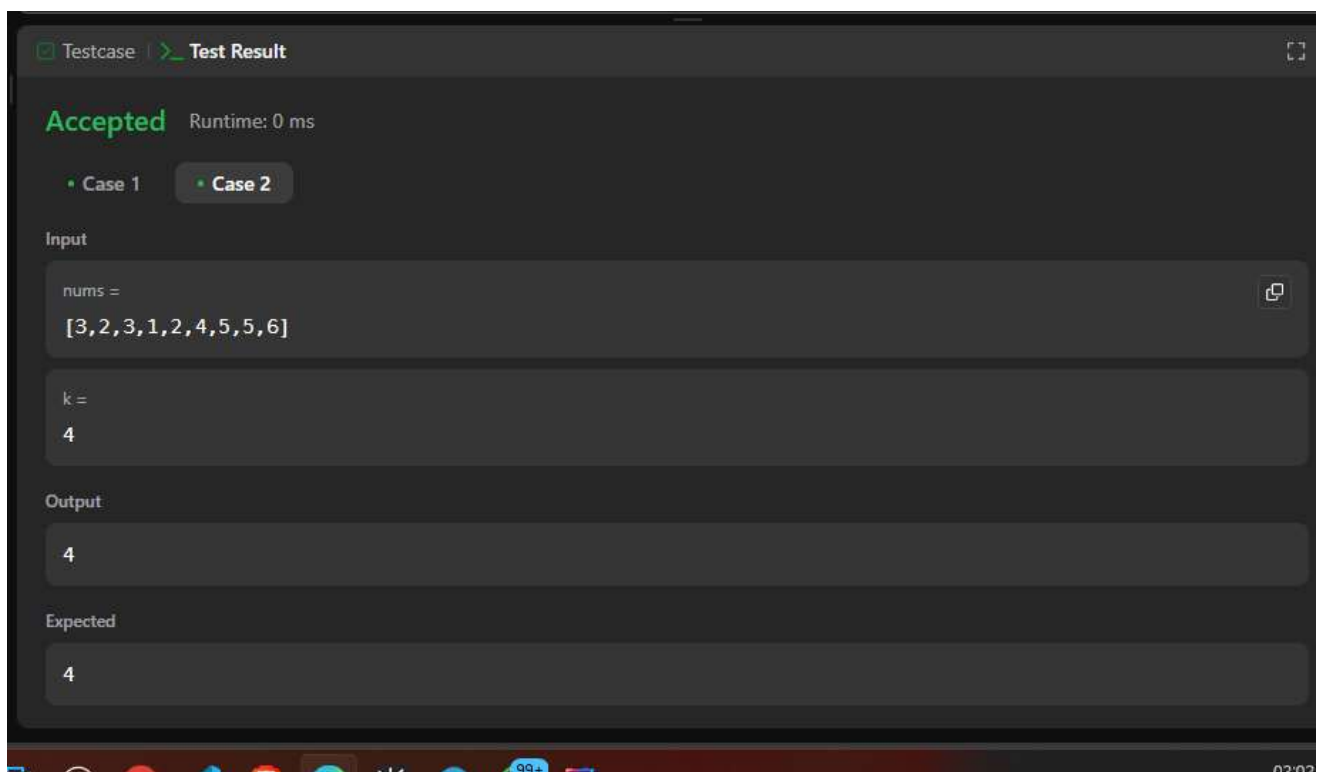 Testcase | >_ Test Result
Accepted Runtime: 0 ms
• Case 1 • Case 2
Input
nums =
[3,2,3,1,2,4,5,5,6]
k =
4
Output
4
Expected
4
99+